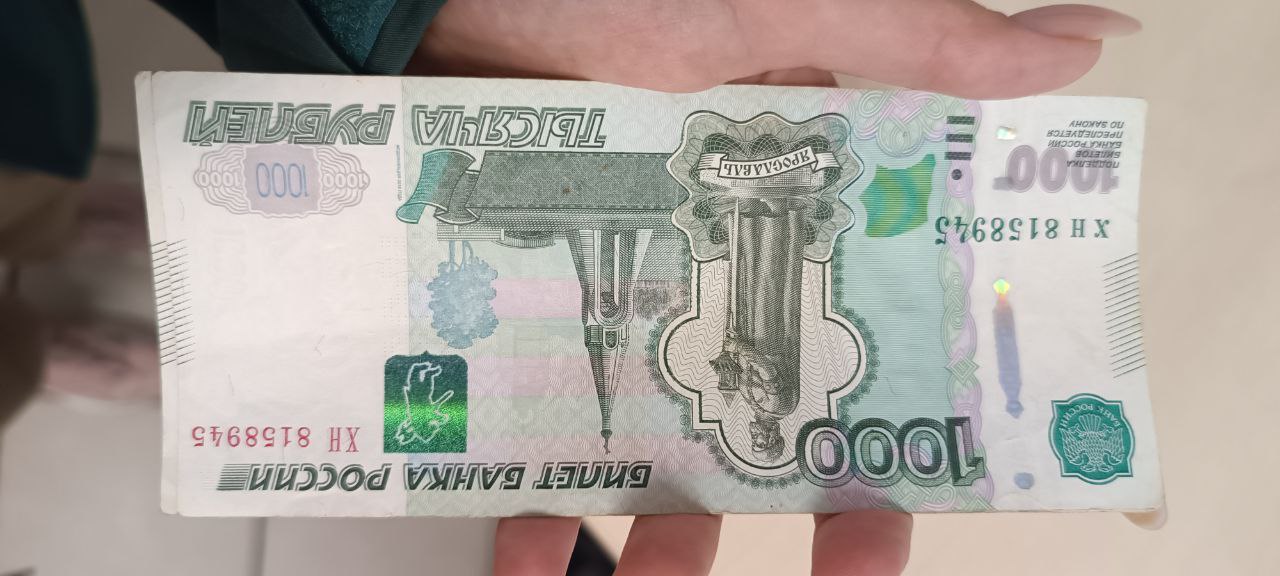 БИЛЕТ БАНКА РОССИИ
1000
ХН 8158945
БАНК РОССИИ
ХН 8158945
1000
ПОДДЕЛКА
БИЛЕТОВ
БАНКА РОССИИ
ПРЕСЛЕДУЕТСЯ
ПО ЗАКОНУ
ЯРОСЛАВЛЬ
1000 1000 1000
ТЫСЯЧА РУБЛЕЙ